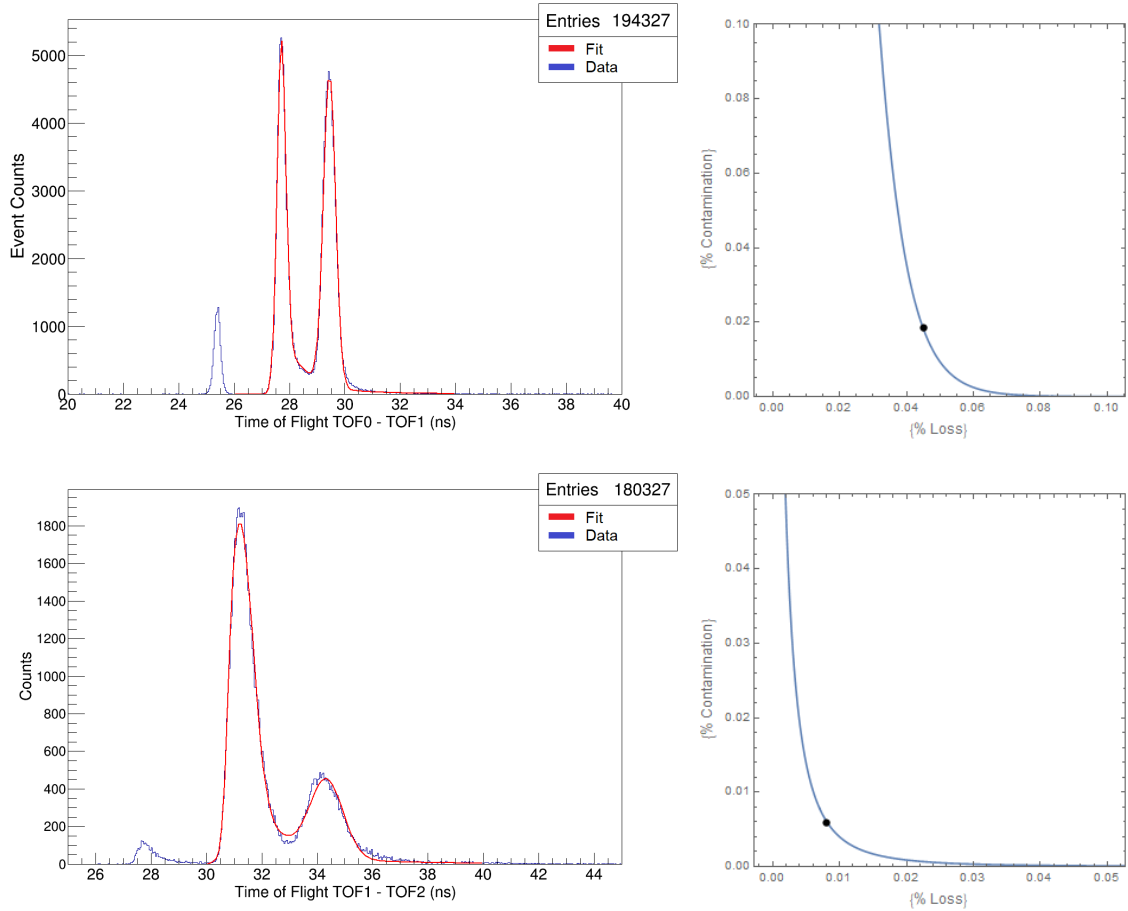 Entries 194327
Fit
Data
Event Counts
5000
4000
3000
2000
1000
0
20 22 24 26 28 30 32 34 36 38 40
Time of Flight TOF0 - TOF1 (ns)
{% Contamination}
0.10
0.08
0.06
0.04
0.02
0.00
0.00 0.02 0.04 0.06 0.08 0.10
{% Loss}
Entries 180327
Fit
Data
Counts
1800
1600
1400
1200
1000
800
600
400
200
0
26 28 30 32 34 36 38 40 42 44
Time of Flight TOF1 - TOF2 (ns)
{% Contamination}
0.05
0.04
0.03
0.02
0.01
0.00
0.00 0.01 0.02 0.03 0.04 0.05
{% Loss}